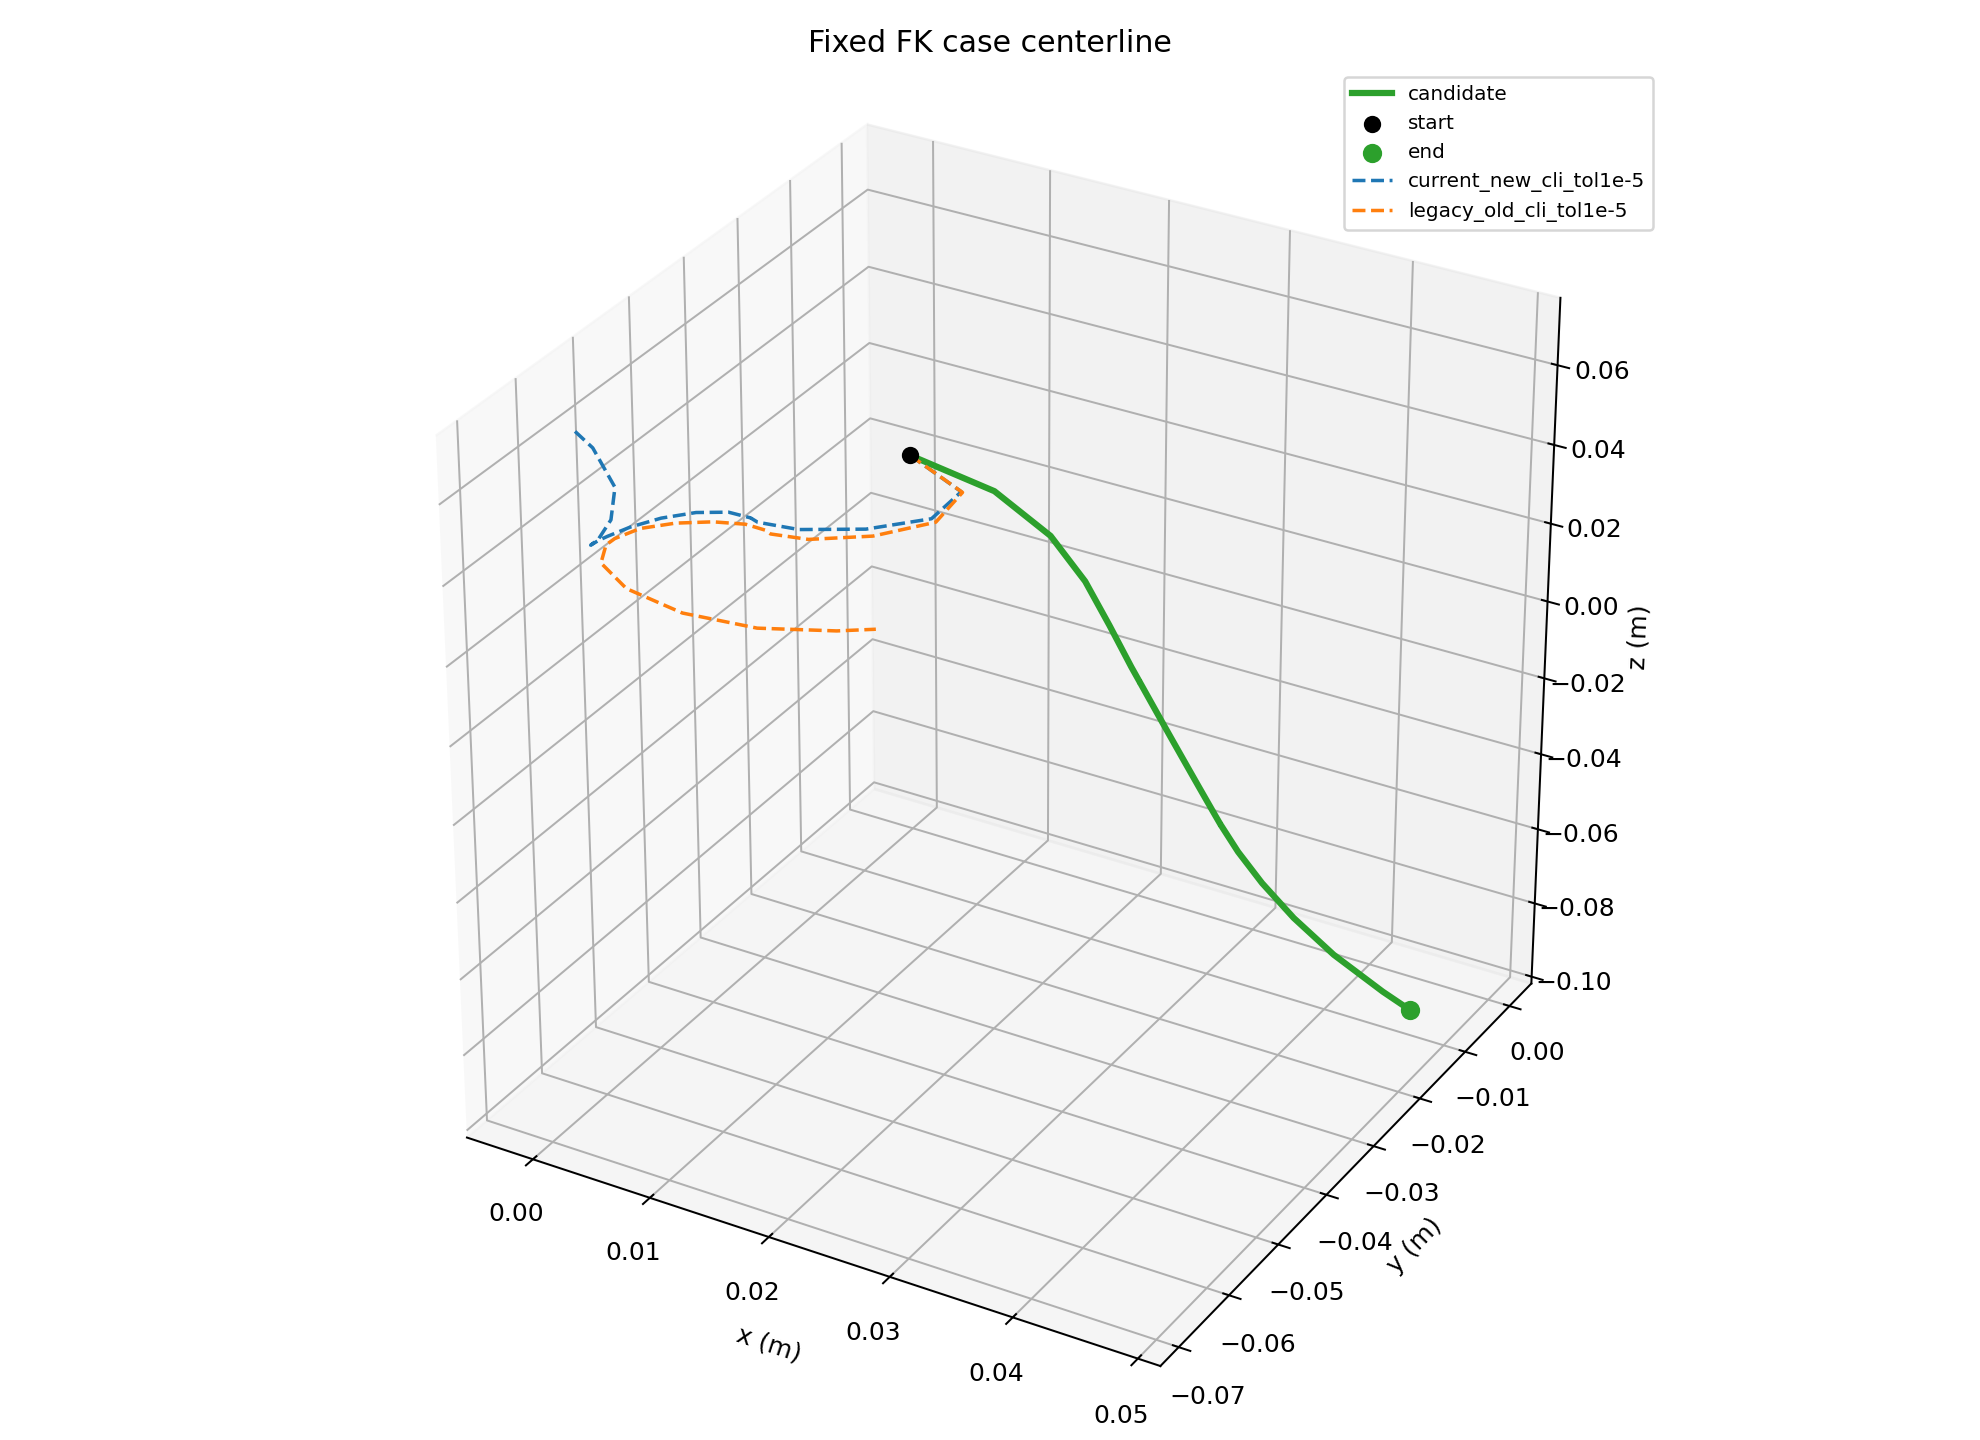 Fixed FK case centerline
candidate
start
end
current_new_cli_tol1e-5
legacy_old_cli_tol1e-5
0.06
0.04
0.02
0.00
−0.02
−0.04
−0.06
−0.08
−0.10
z (m)
0.00
−0.01
−0.02
−0.03
−0.04
−0.05
−0.06
−0.07
y (m)
0.00
0.01
0.02
0.03
0.04
0.05
x (m)